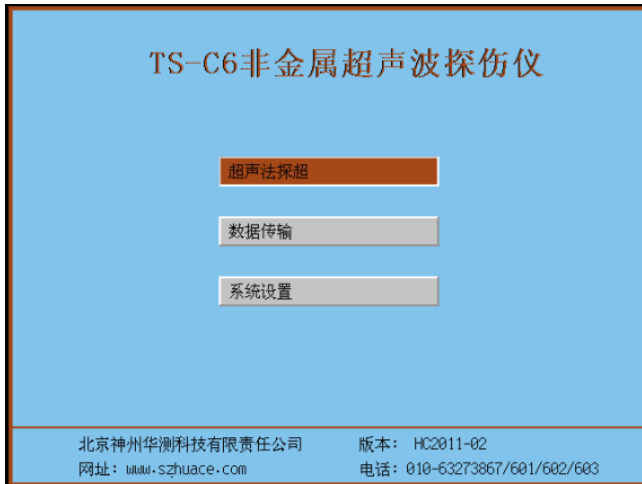 TS-C6非金属超声波探伤仪
超声法探超
数据传输
系统设置
北京神州华测科技有限责任公司 版本: HC2011-02
网址: www.szhuace.com 电话: 010-63273867/601/602/603